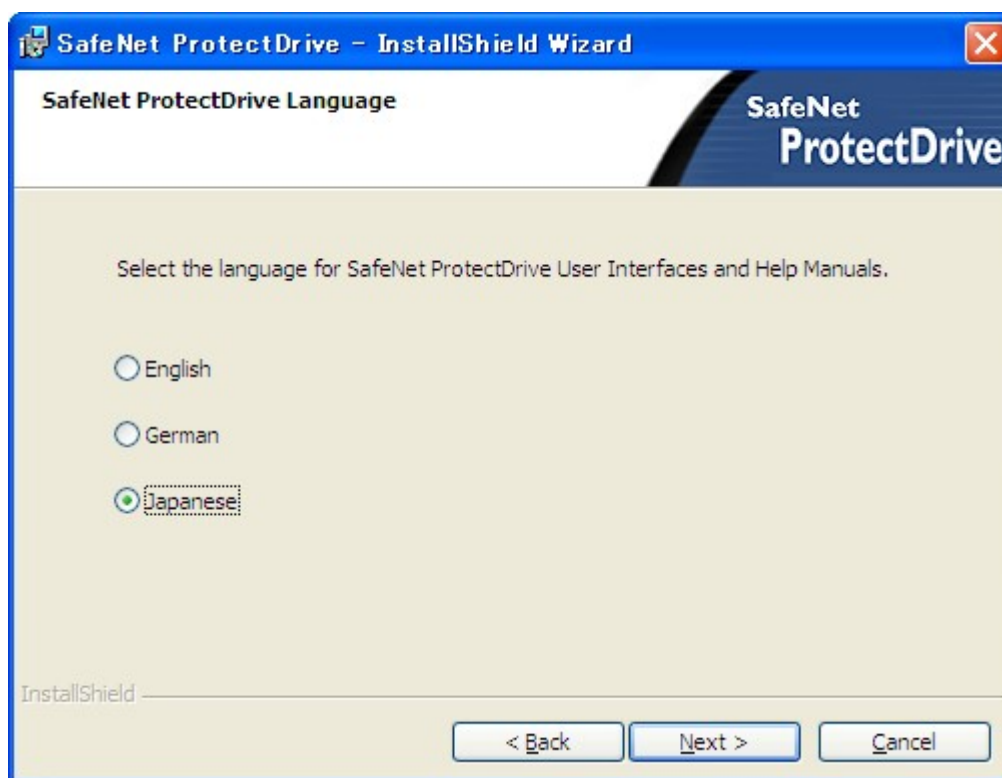 SafeNet ProtectDrive - InstallShield Wizard
SafeNet ProtectDrive Language
SafeNet
ProtectDrive
Select the language for SafeNet ProtectDrive User Interfaces and Help Manuals.
English
German
Japanese
InstallShield
< Back Next > Cancel